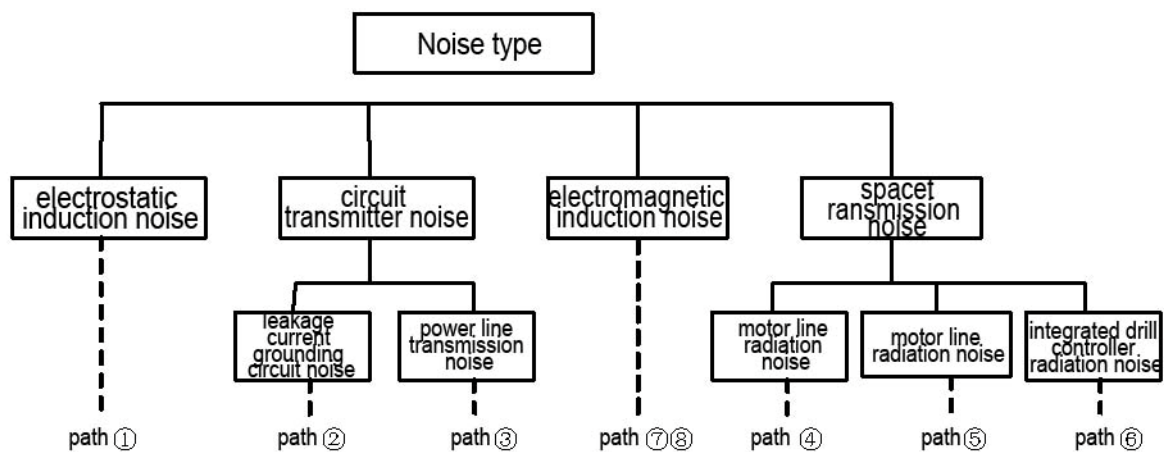 Noise type
electrostatic
induction noise
circuit
transmitter noise
electromagnetic
induction noise
spacet
ransmission
noise
leakage
current
grounding
circuit noise
power line
transmission
noise
motor line
radiation
noise
motor line
radiation noise
integrated drill
controller
radiation noise
path ①
path ②
path ③
path ⑦⑧
path ④
path ⑤
path ⑥